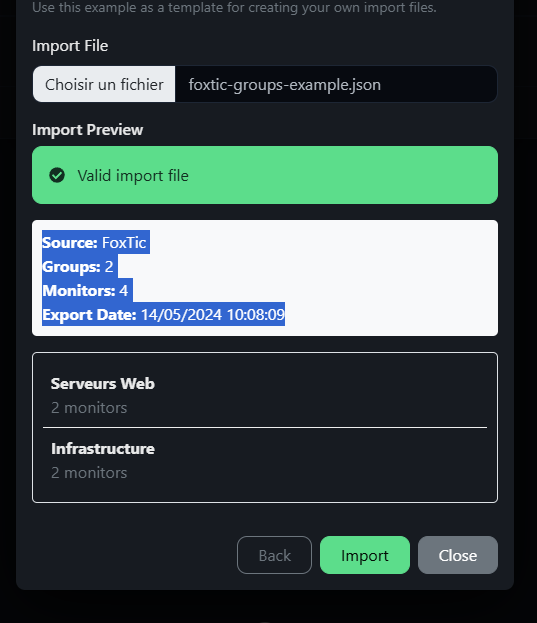 Use this example as a template for creating your own import files.
Import File
Choisir un fichier foxtic-groups-example.json
Import Preview
Valid import file
Source: FoxTic
Groups: 2
Monitors: 4
Export Date: 14/05/2024 10:08:09
Serveurs Web
2 monitors
Infrastructure
2 monitors
Back Import Close